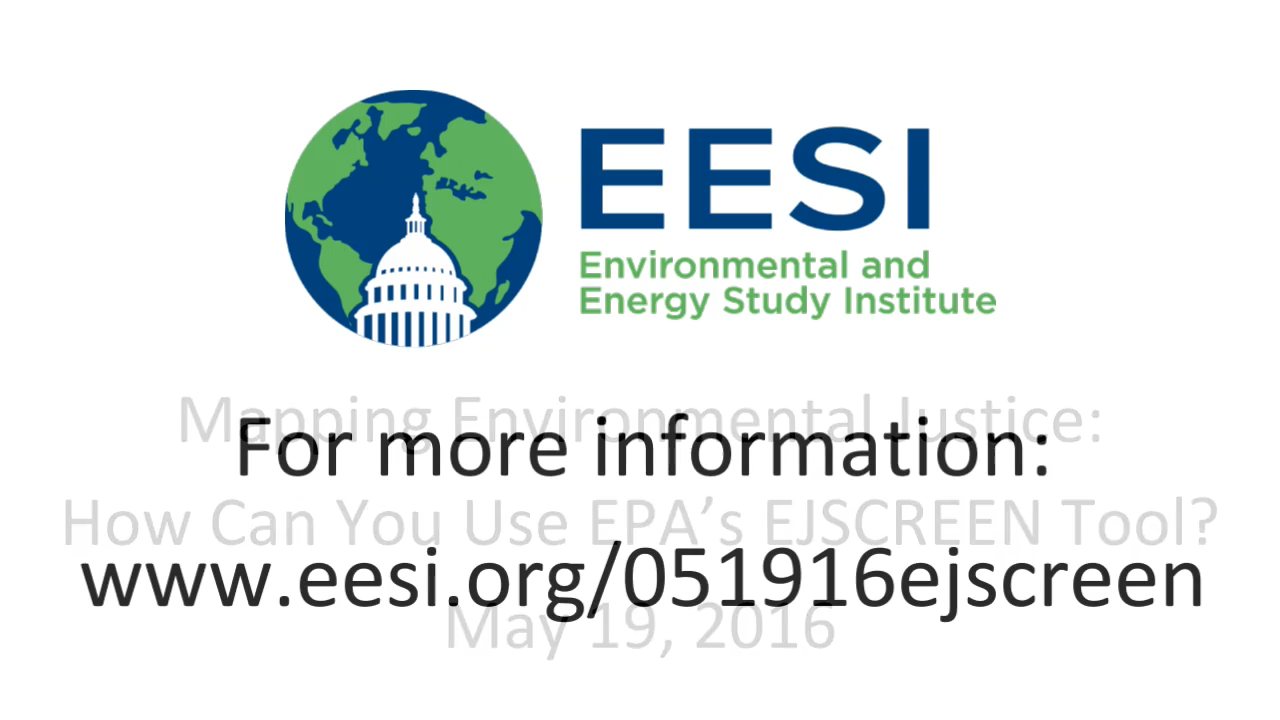 EESI
Environmental and
Energy Study Institute
Mapping Environmental Justice:
For more information:
How Can You Use EPA’s EJSCREEN Tool?
www.eesi.org/051916ejscreen
May 19, 2016